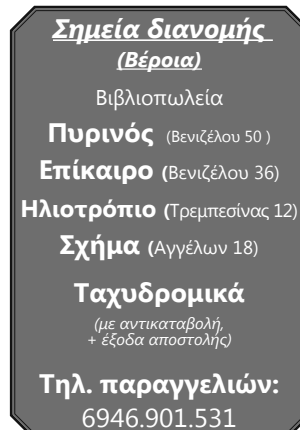 Σημεία διανομής
(Βέροια)
Βιβλιοπωλεία
Πυρινός (Βενιζέλου 50 )
Επίκαιρο (Βενιζέλου 36)
Ηλιοτρόπιο (Τρεμπεσίνας 12)
Σχήμα (Αγγέλων 18)
Ταχυδρομικά
(με αντικαταβολή,
+ έξοδα αποστολής)
Τηλ. παραγγελιών:
6946.901.531